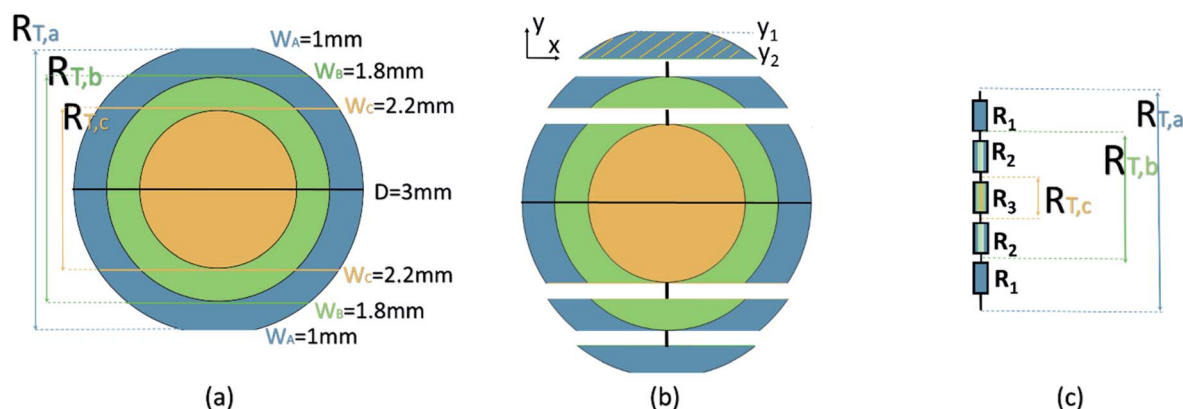 R_T,a
W_A=1mm
R_T,b
W_B=1.8mm
W_C=2.2mm
R_T,c
D=3mm
W_C=2.2mm
W_B=1.8mm
W_A=1mm
(a)
y
x
y_1
y_2
(b)
R_1
R_2
R_3
R_2
R_1
R_T,a
R_T,b
R_T,c
(c)